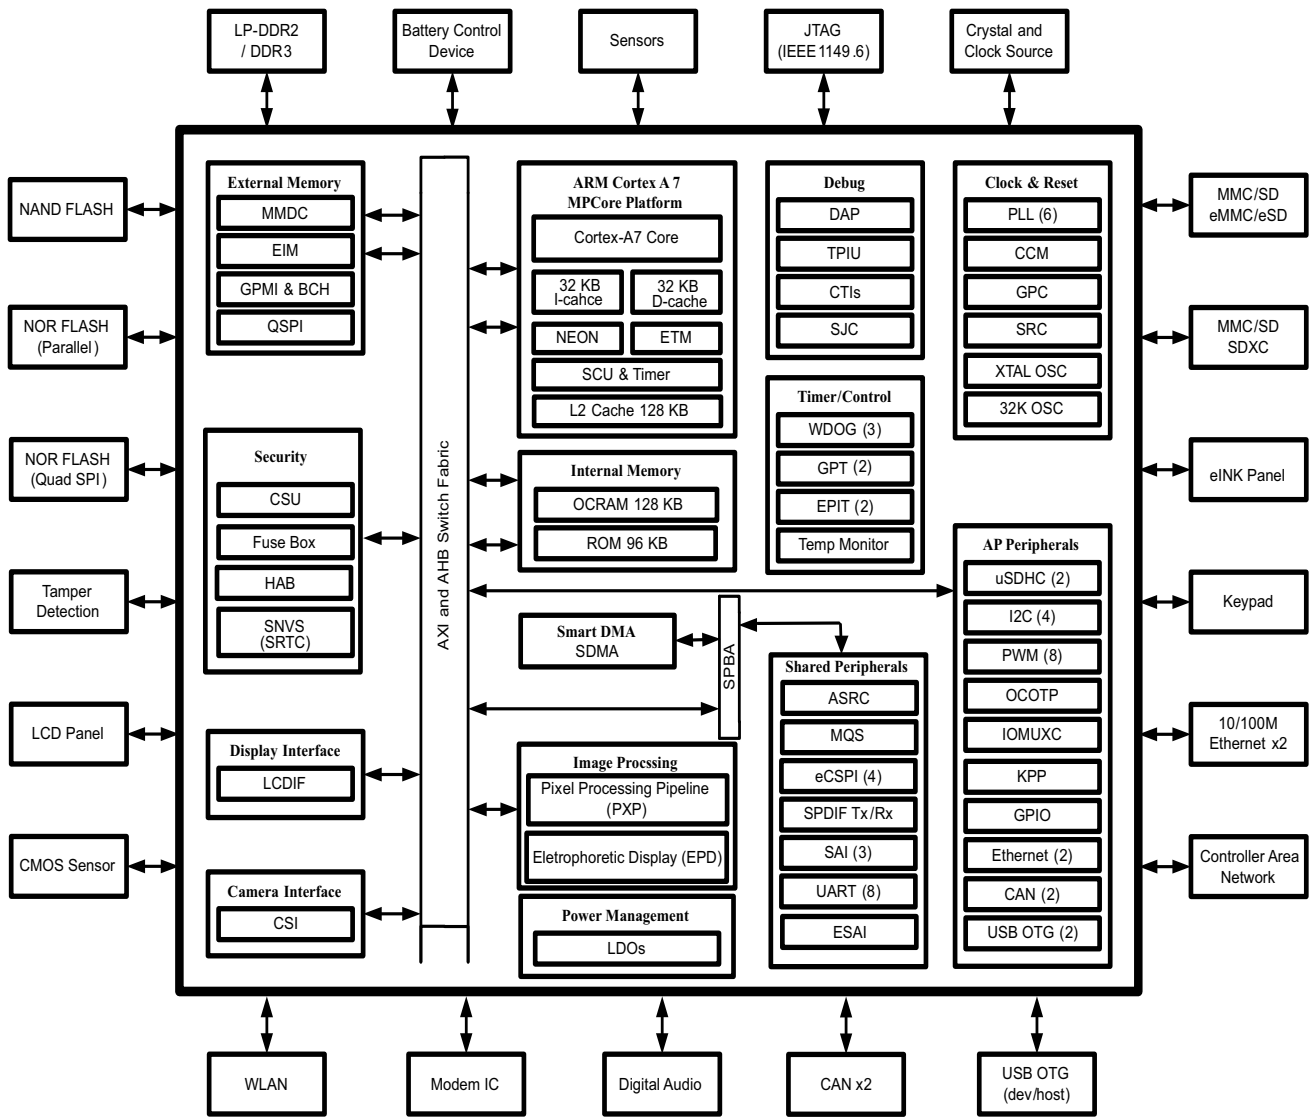 LP-DDR2
/ DDR3
Battery Control
Device
Sensors
JTAG
(IEEE 1149.6)
Crystal and
Clock Source
NAND FLASH
NOR FLASH
(Parallel)
NOR FLASH
(Quad SPI)
Tamper
Detection
LCD Panel
CMOS Sensor
External Memory
MMDC
EIM
GPMI & BCH
QSPI
Security
CSU
Fuse Box
HAB
SNVS
(SRTC)
Display Interface
LCDIF
Camera Interface
CSI
AXI and AHB Switch Fabric
ARM Cortex A 7
MPCore Platform
Cortex-A7 Core
32 KB
I-cahce
32 KB
D-cache
NEON
ETM
SCU & Timer
L2 Cache 128 KB
Internal Memory
OCRAM 128 KB
ROM 96 KB
Smart DMA
SDMA
SPBA
Image Procssing
Pixel Processing Pipeline
(PXP)
Eletrophoretic Display (EPD)
Power Management
LDOs
Debug
DAP
TPIU
CTIs
SJC
Timer/Control
WDOG (3)
GPT (2)
EPIT (2)
Temp Monitor
Shared Peripherals
ASRC
MQS
eCSPI (4)
SPDIF Tx/Rx
SAI (3)
UART (8)
ESAI
Clock & Reset
PLL (6)
CCM
GPC
SRC
XTAL OSC
32K OSC
AP Peripherals
uSDHC (2)
I2C (4)
PWM (8)
OCOTP
IOMUXC
KPP
GPIO
Ethernet (2)
CAN (2)
USB OTG (2)
MMC/SD
eMMC/eSD
MMC/SD
SDXC
eINK Panel
Keypad
10/100M
Ethernet x2
Controller Area
Network
WLAN
Modem IC
Digital Audio
CAN x2
USB OTG
(dev/host)